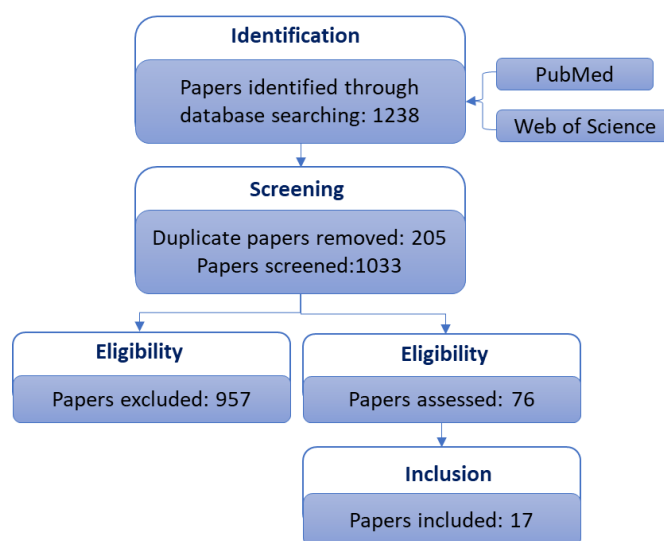 Identification
Papers identified through
database searching: 1238
PubMed
Web of Science
Screening
Duplicate papers removed: 205
Papers screened:1033
Eligibility
Papers excluded: 957
Eligibility
Papers assessed: 76
Inclusion
Papers included: 17